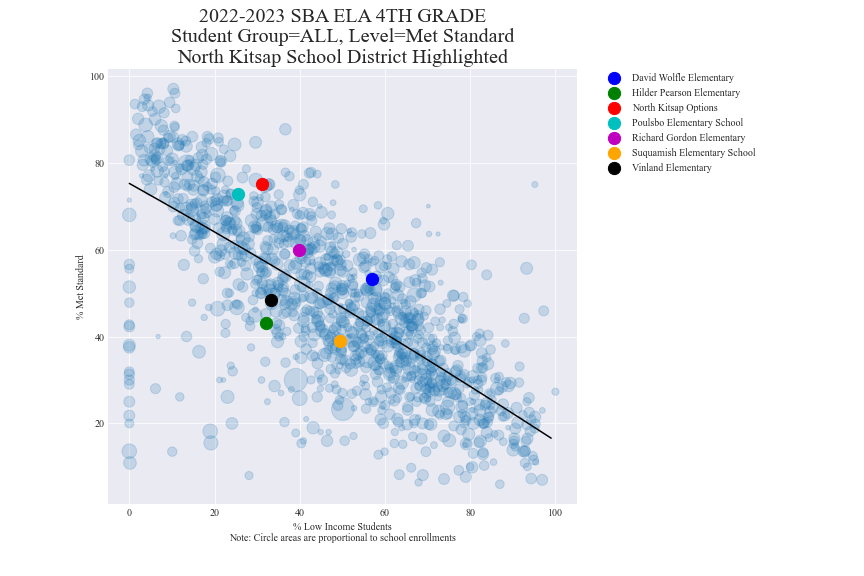 2022-2023 SBA ELA 4TH GRADE
Student Group=ALL, Level=Met Standard
North Kitsap School District Highlighted
100
80
60
40
20
% Met Standard
0 20 40 60 80 100
% Low Income Students
Note: Circle areas are proportional to school enrollments
David Wolfle Elementary
Hilder Pearson Elementary
North Kitsap Options
Poulsbo Elementary School
Richard Gordon Elementary
Suquamish Elementary School
Vinland Elementary